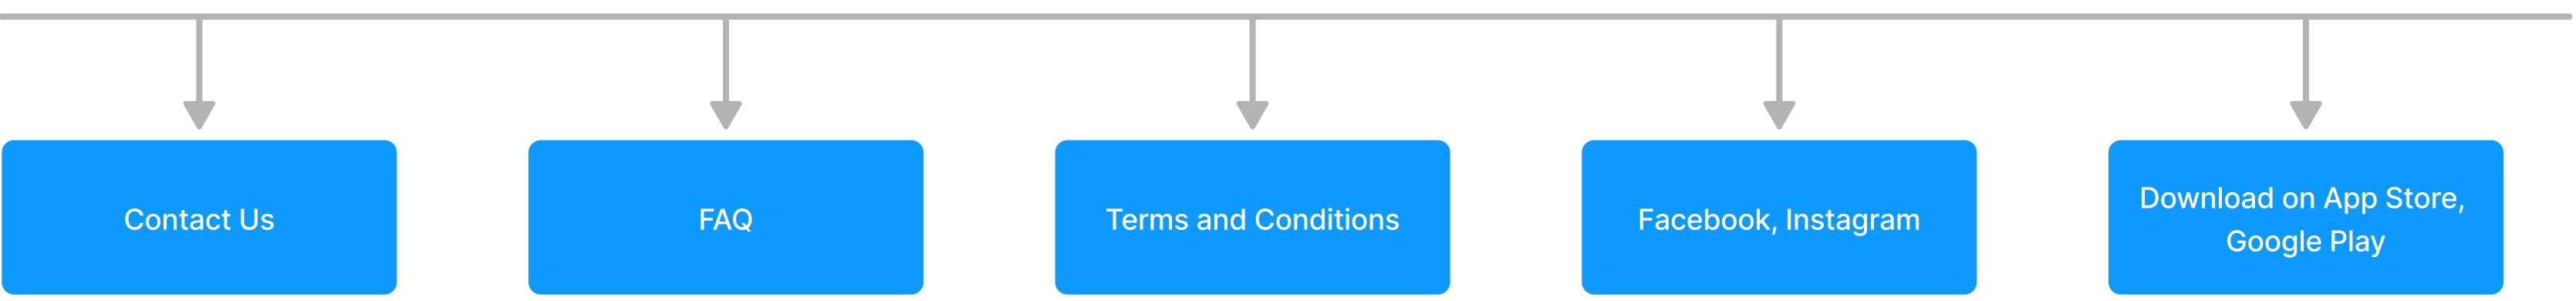 Contact Us
FAQ
Terms and Conditions
Facebook, Instagram
Download on App Store,
Google Play